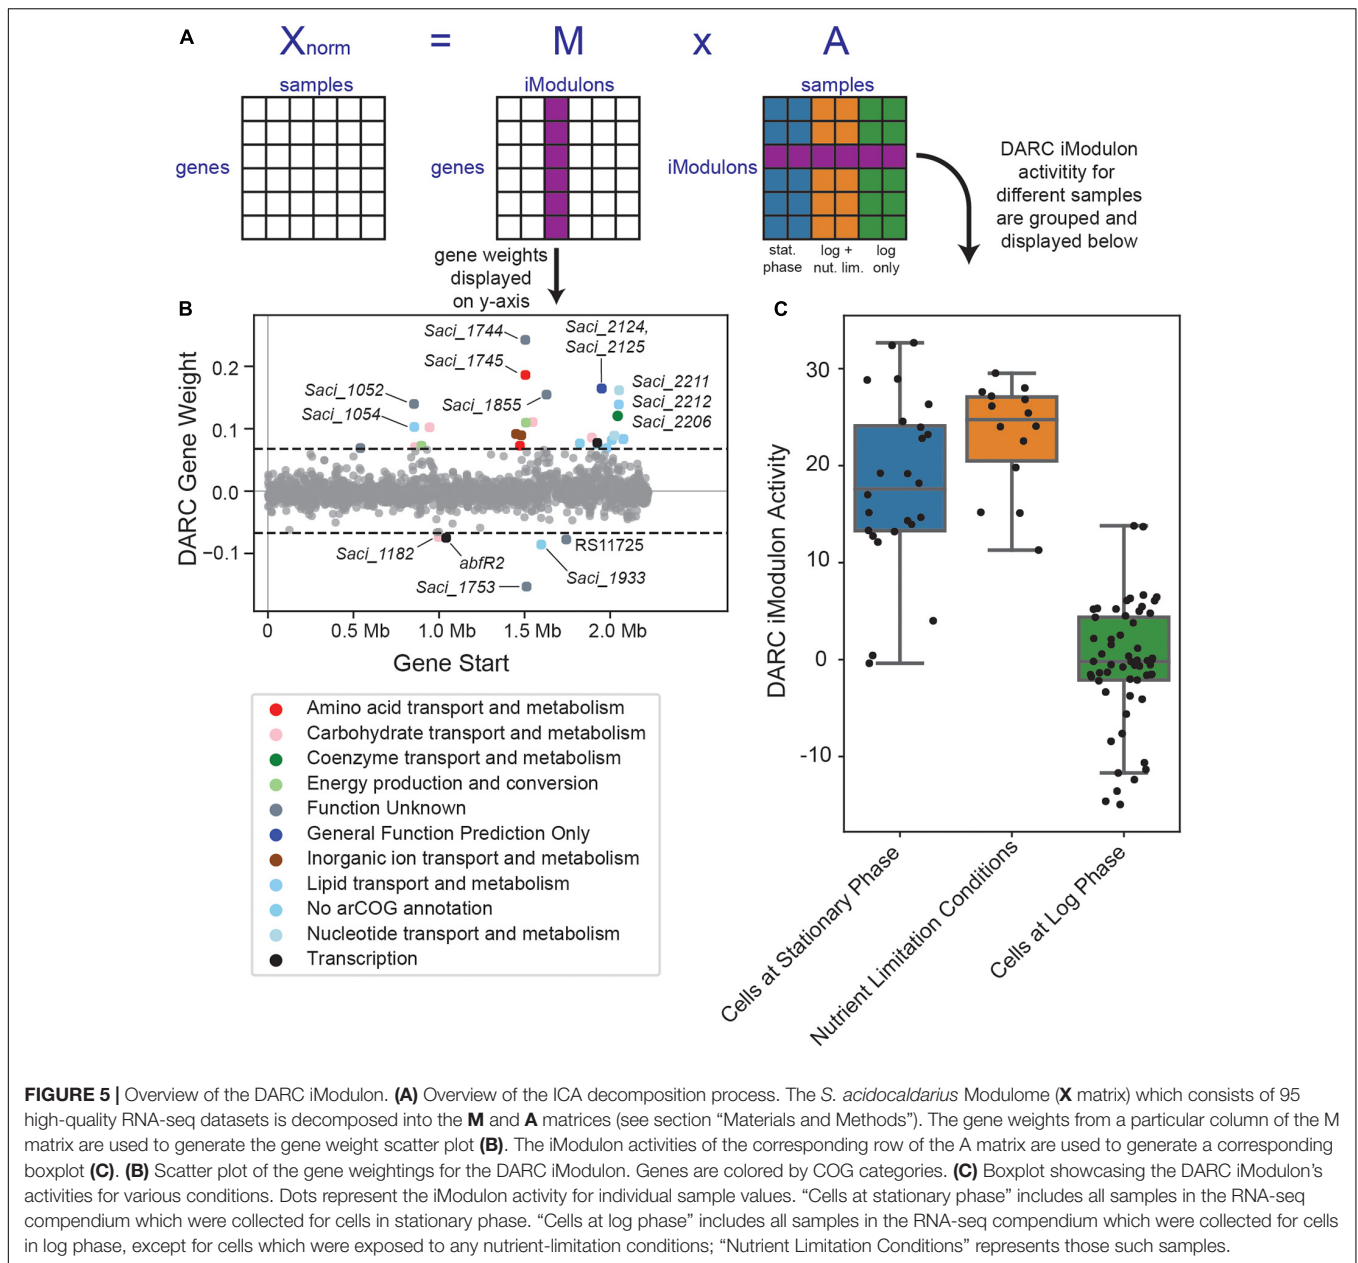 A
Xnorm = M x A
samples
iModulons
samples
genes
genes
iModulons
DARC iModulon
activitity for
different samples
are grouped and
displayed below
stat.
phase
log +
nut. lim.
log
only
gene weights
displayed
on y-axis
B
DARC Gene Weight
0.2
0.1
0.0
−0.1
Saci_1744
Saci_1745
Saci_1052
Saci_1054
Saci_1855
Saci_2124,
Saci_2125
Saci_2211
Saci_2212
Saci_2206
Saci_1182
abfR2
Saci_1753
RS11725
Saci_1933
0
0.5 Mb
1.0 Mb
1.5 Mb
2.0 Mb
Gene Start
Amino acid transport and metabolism
Carbohydrate transport and metabolism
Coenzyme transport and metabolism
Energy production and conversion
Function Unknown
General Function Prediction Only
Inorganic ion transport and metabolism
Lipid transport and metabolism
No arCOG annotation
Nucleotide transport and metabolism
Transcription
C
DARC iModulon Activity
30
20
10
0
-10
Cells at Stationary Phase
Nutrient Limitation Conditions
Cells at Log Phase
FIGURE 5 | Overview of the DARC iModulon. (A) Overview of the ICA decomposition process. The S. acidocaldarius Modulome (X matrix) which consists of 95
high-quality RNA-seq datasets is decomposed into the M and A matrices (see section “Materials and Methods”). The gene weights from a particular column of the M
matrix are used to generate the gene weight scatter plot (B). The iModulon activities of the corresponding row of the A matrix are used to generate a corresponding
boxplot (C). (B) Scatter plot of the gene weightings for the DARC iModulon. Genes are colored by COG categories. (C) Boxplot showcasing the DARC iModulon’s
activities for various conditions. Dots represent the iModulon activity for individual sample values. “Cells at stationary phase” includes all samples in the RNA-seq
compendium which were collected for cells in stationary phase. “Cells at log phase” includes all samples in the RNA-seq compendium which were collected for cells
in log phase, except for cells which were exposed to any nutrient-limitation conditions; “Nutrient Limitation Conditions” represents those such samples.